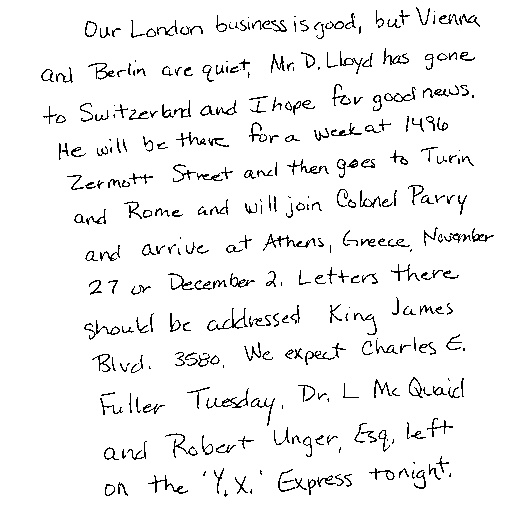 Our London business is good, but Vienna
and Berlin are quiet. Mr. D. Lloyd has gone
to Switzerland and I hope for good news.
He will be there for a week at 1496
Zermott Street and then goes to Turin
and Rome and will join Colonel Parry
and arrive at Athens, Greece, November
27 or December 2. Letters there
should be addressed King James
Blvd. 3580. We expect Charles E.
Fuller Tuesday. Dr. L McQuaid
and Robert Unger, Esq. left
on the 'Y.X.' Express tonight.